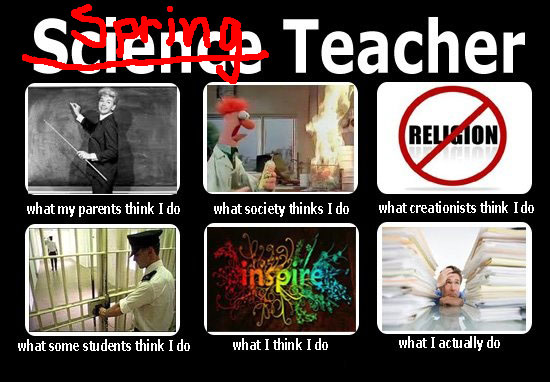 Spring
Science Teacher
RELIGION
what my parents think I do
what society thinks I do
what creationists think I do
inspire
what some students think I do
what I think I do
what I actually do